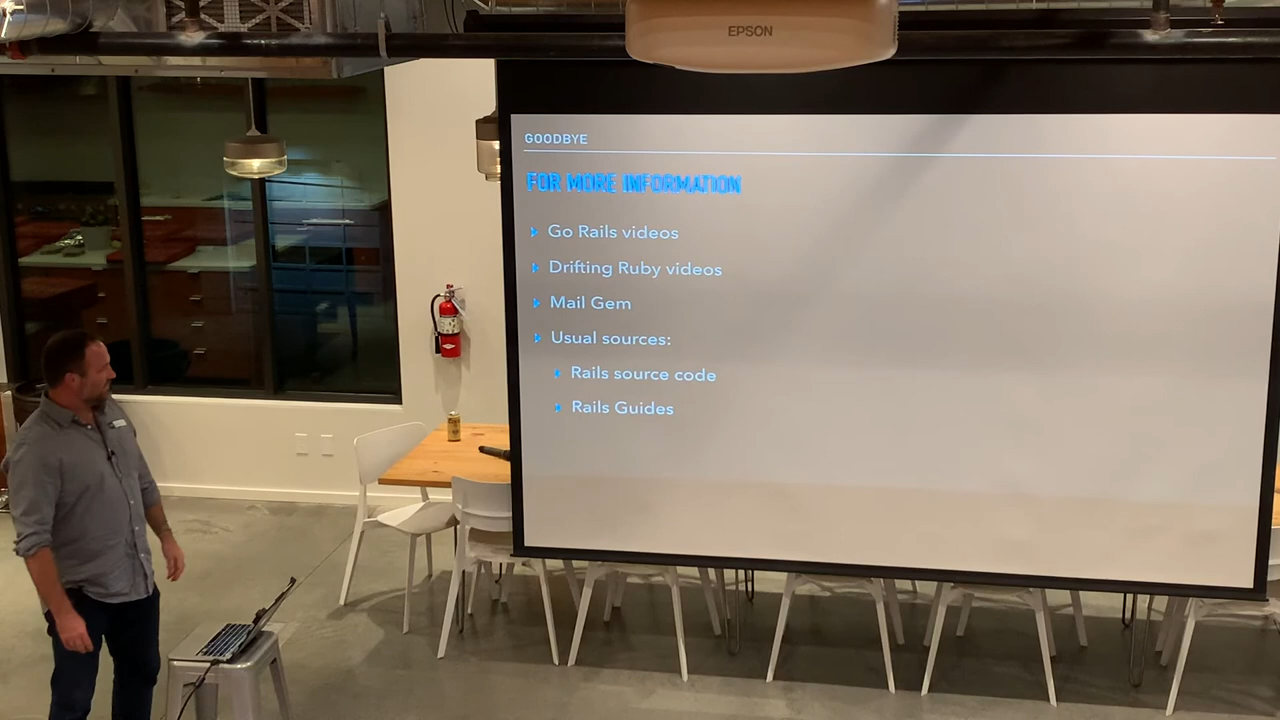 EPSON
GOODBYE
FOR MORE INFORMATION
Go Rails videos
Drifting Ruby videos
Mail Gem
Usual sources:
Rails source code
Rails Guides